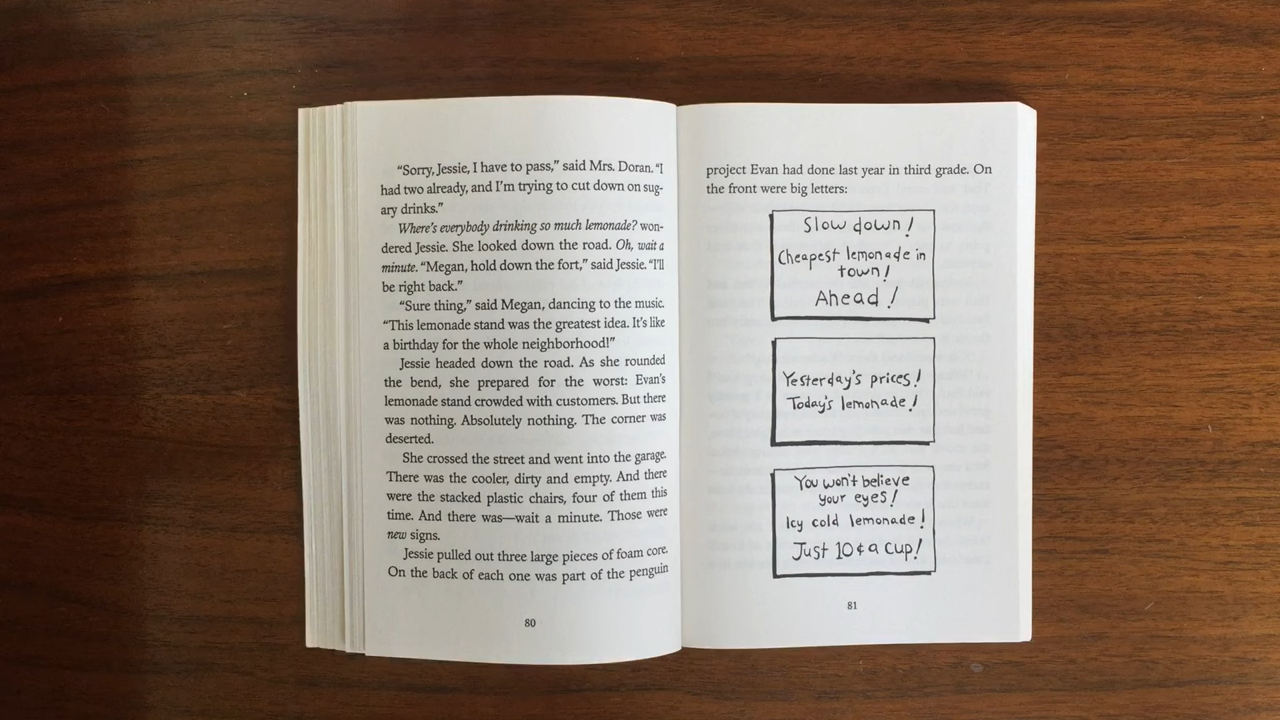 “Sorry, Jessie, I have to pass,” said Mrs. Doran. “I
had two already, and I’m trying to cut down on sug-
ary drinks.”
Where’s everybody drinking so much lemonade? won-
dered Jessie. She looked down the road. Oh, wait a
minute. “Megan, hold down the fort,” said Jessie. “I’ll
be right back.”
“Sure thing,” said Megan, dancing to the music.
“This lemonade stand was the greatest idea. It’s like
a birthday for the whole neighborhood!”
Jessie headed down the road. As she rounded
the bend, she prepared for the worst: Evan’s
lemonade stand crowded with customers. But there
was nothing. Absolutely nothing. The corner was
deserted.
She crossed the street and went into the garage.
There was the cooler, dirty and empty. And there
were the stacked plastic chairs, four of them this
time. And there was—wait a minute. Those were
new signs.
Jessie pulled out three large pieces of foam core.
On the back of each one was part of the penguin
80
project Evan had done last year in third grade. On
the front were big letters:
Slow down!
Cheapest lemonade in
town!
Ahead!
Yesterday’s prices!
Today’s lemonade!
You won’t believe
your eyes!
Icy cold lemonade!
Just 10¢ a cup!
81